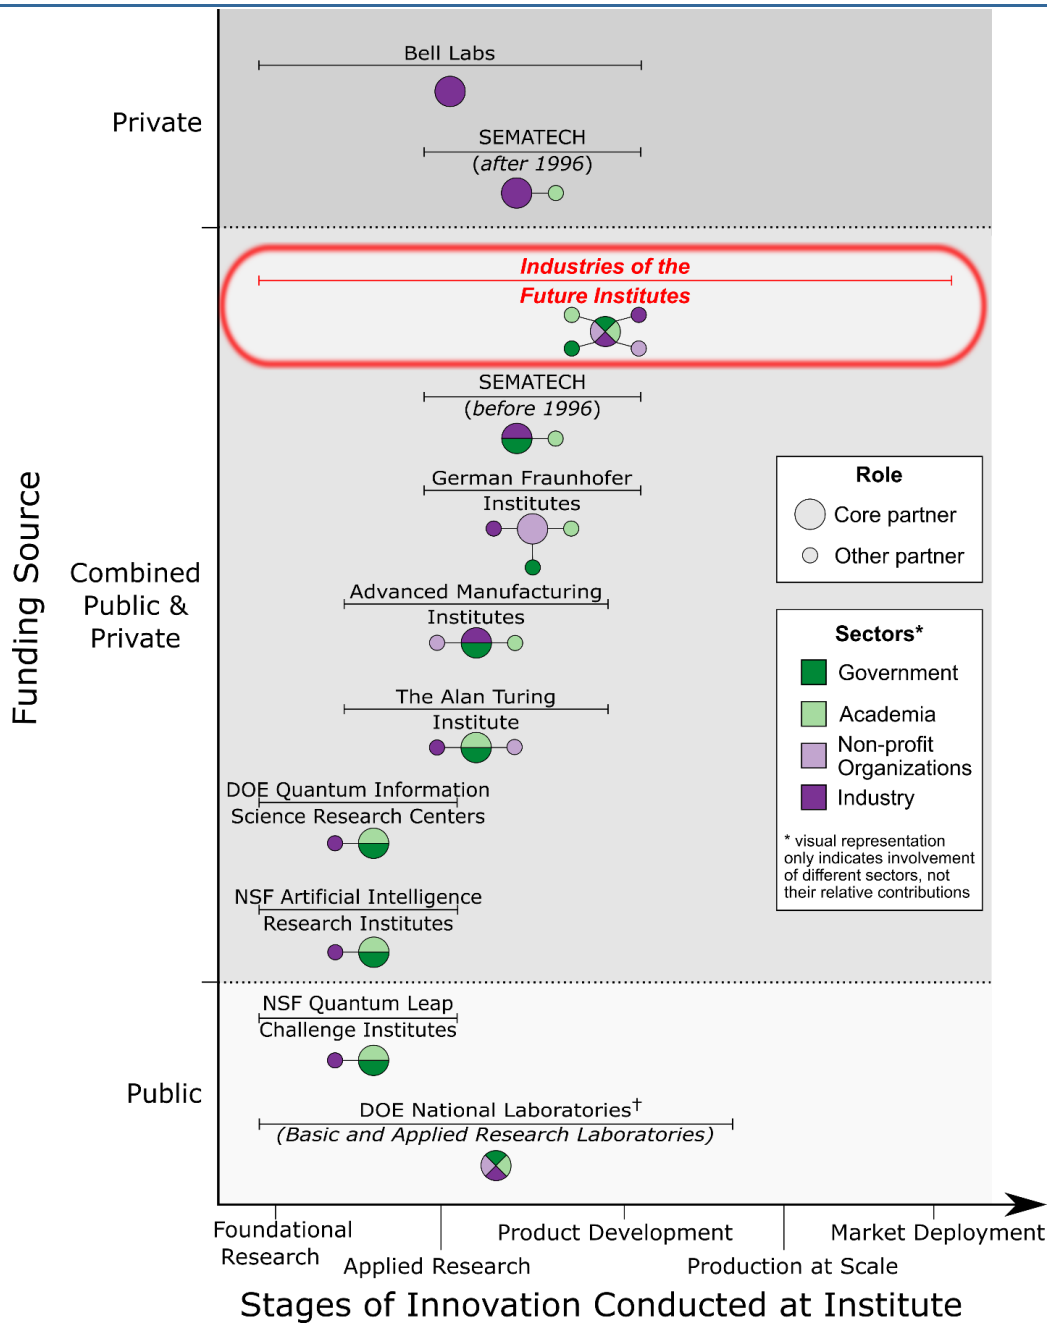 Bell Labs
Private
SEMATECH
(after 1996)
Industries of the
Future Institutes
SEMATECH
(before 1996)
German Fraunhofer
Institutes
Role
Core partner
Other partner
Funding Source
Combined
Public &
Private
Advanced Manufacturing
Institutes
Sectors*
Government
Academia
Non-profit
Organizations
Industry
* visual representation
only indicates involvement
of different sectors, not
their relative contributions
The Alan Turing
Institute
DOE Quantum Information
Science Research Centers
NSF Artificial Intelligence
Research Institutes
NSF Quantum Leap
Challenge Institutes
Public
DOE National Laboratories†
(Basic and Applied Research Laboratories)
Foundational
Research
Applied Research
Product Development
Production at Scale
Market Deployment
Stages of Innovation Conducted at Institute